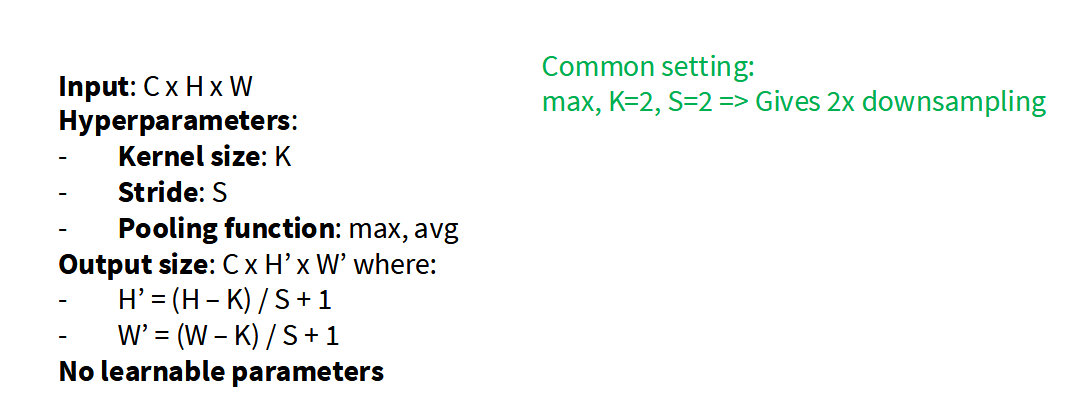 Input: C x H x W
Hyperparameters:
- Kernel size: K
- Stride: S
- Pooling function: max, avg
Output size: C x H’ x W’ where:
- H’ = (H – K) / S + 1
- W’ = (W – K) / S + 1
No learnable parameters
Common setting:
max, K=2, S=2 => Gives 2x downsampling